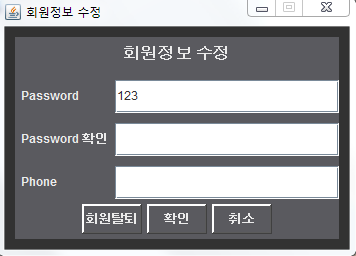 회원정보 수정
회원정보 수정
Password 123
Password 확인
Phone
회원탈퇴 확인 취소